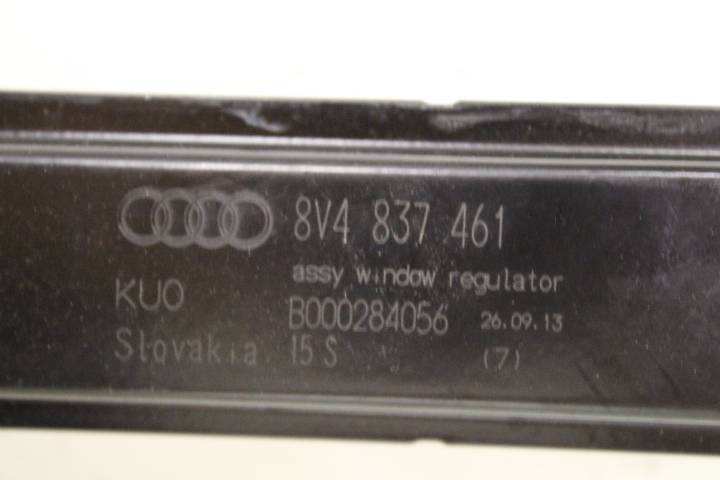 8V4 837 461
assy window regulator
KUO B000284056 26.09.13
Slovakia 15 S (7)